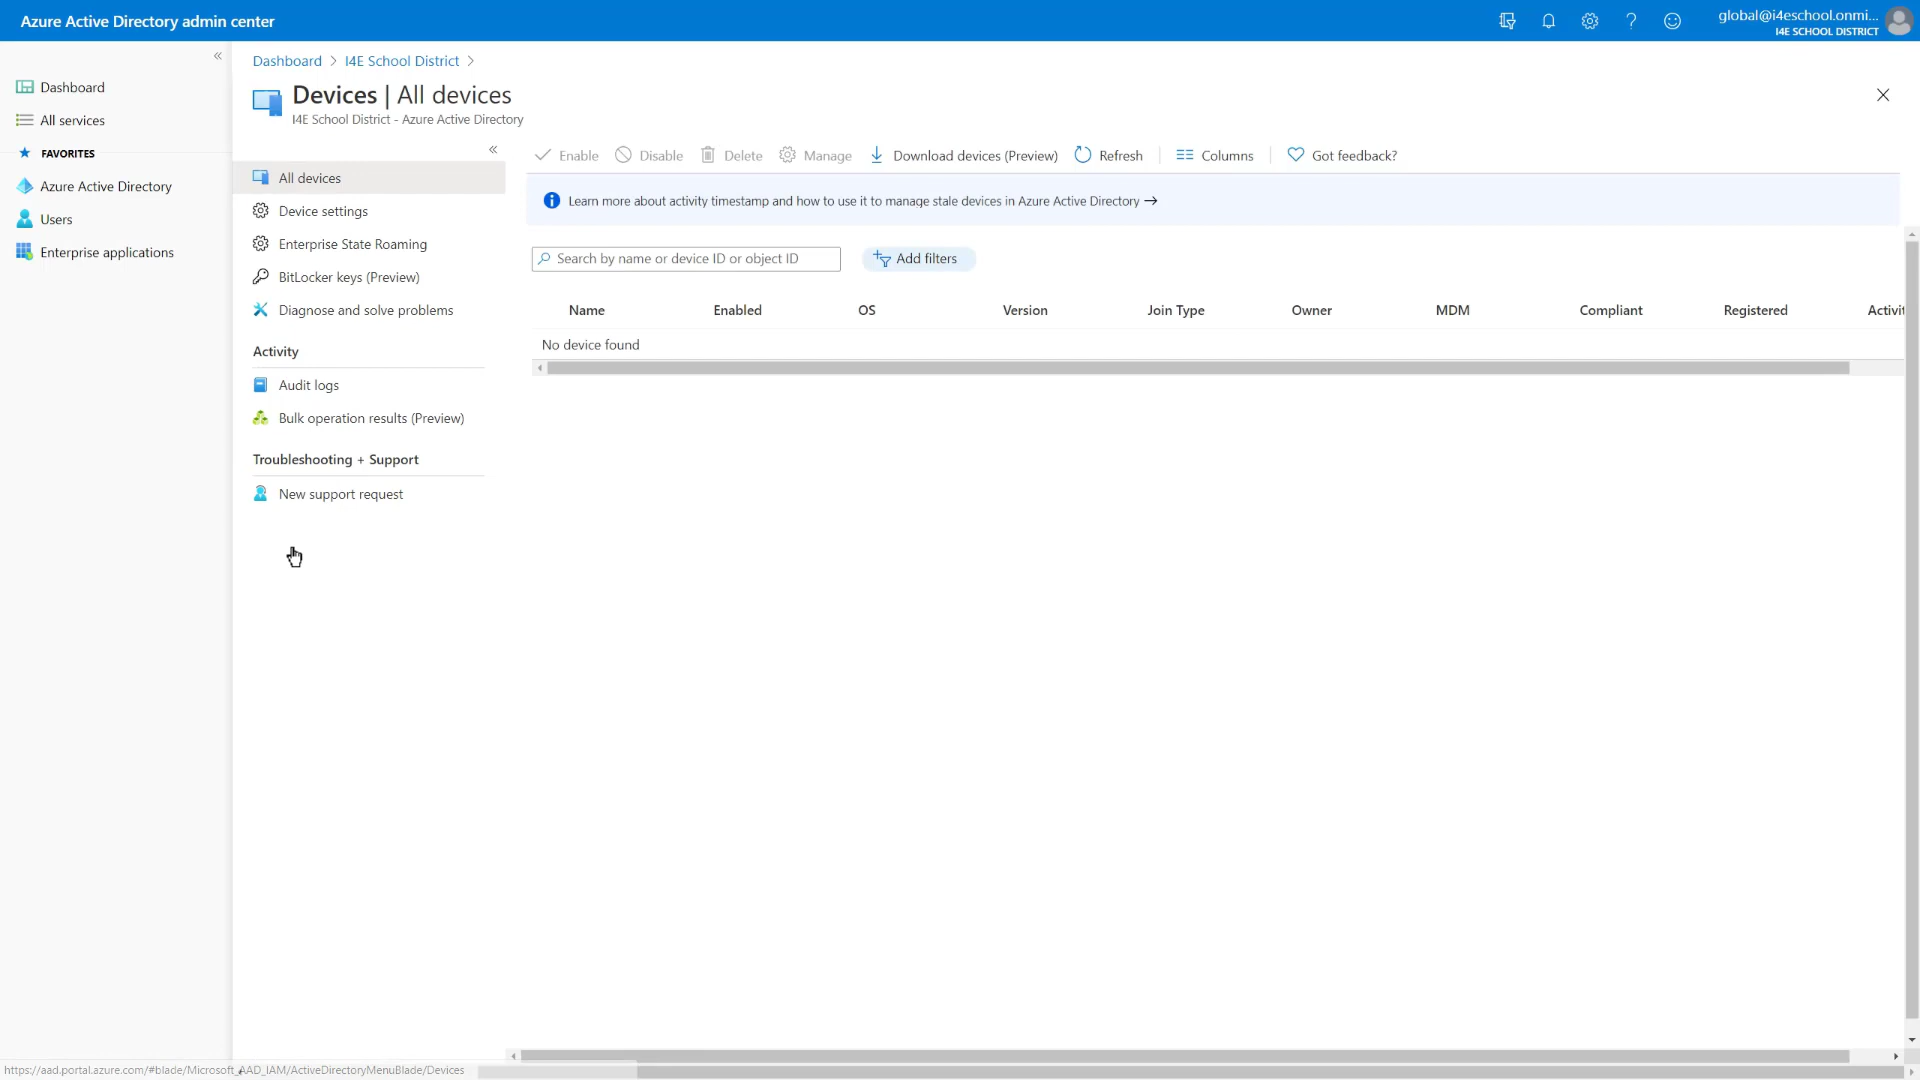 Azure Active Directory admin center
global@i4eschool.onmi...
I4E SCHOOL DISTRICT
Dashboard
All services
FAVORITES
Azure Active Directory
Users
Enterprise applications
Dashboard > I4E School District >
Devices | All devices
I4E School District - Azure Active Directory
All devices
Device settings
Enterprise State Roaming
BitLocker keys (Preview)
Diagnose and solve problems
Activity
Audit logs
Bulk operation results (Preview)
Troubleshooting + Support
New support request
Enable Disable Delete Manage Download devices (Preview) Refresh Columns Got feedback?
Learn more about activity timestamp and how to use it to manage stale devices in Azure Active Directory →
Search by name or device ID or object ID
Add filters
Name Enabled OS Version Join Type Owner MDM Compliant Registered Activit
No device found
https://aad.portal.azure.com/#blade/Microsoft_AAD_IAM/ActiveDirectoryMenuBlade/Devices